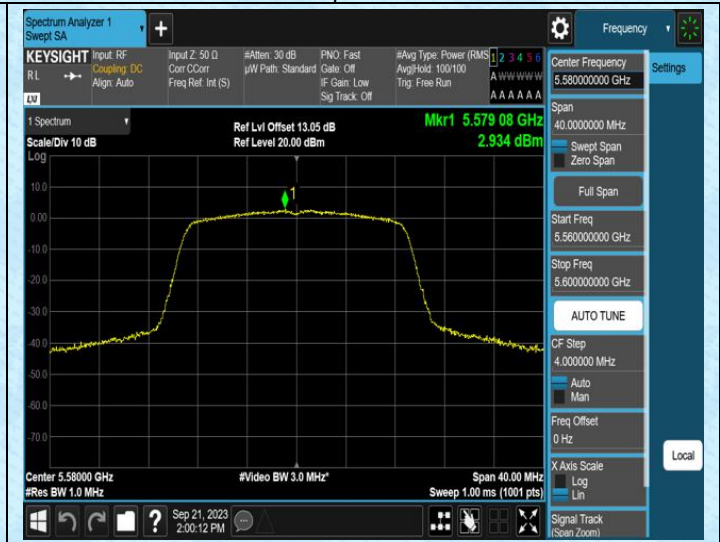 Spectrum Analyzer 1
Swept SA
Frequency
KEYSIGHT
RL
LXI
Input: RF
Coupling: DC
Align: Auto
Input Z: 50 Ω
Corr CCorr
Freq Ref: Int (S)
#Atten: 30 dB
µW Path: Standard
PNO: Fast
Gate: Off
IF Gain: Low
Sig Track: Off
#Avg Type: Power (RMS
Avg|Hold: 100/100
Trig: Free Run
1 2 3 4 5 6
A W W W W W
A A A A A A
1 Spectrum
Scale/Div 10 dB
Log
Ref Lvl Offset 13.05 dB
Ref Level 20.00 dBm
Mkr1 5.579 08 GHz
2.934 dBm
1
10.0
0.00
-10.0
-20.0
-30.0
-40.0
-50.0
-60.0
-70.0
Center 5.58000 GHz
#Res BW 1.0 MHz
#Video BW 3.0 MHz*
Span 40.00 MHz
Sweep 1.00 ms (1001 pts)
?
Sep 21, 2023
2:00:12 PM
Center Frequency
5.580000000 GHz
Span
40.0000000 MHz
Swept Span
Zero Span
Full Span
Start Freq
5.560000000 GHz
Stop Freq
5.600000000 GHz
AUTO TUNE
CF Step
4.000000 MHz
Auto
Man
Freq Offset
0 Hz
X Axis Scale
Log
Lin
Signal Track
(Span Zoom)
Settings
Local